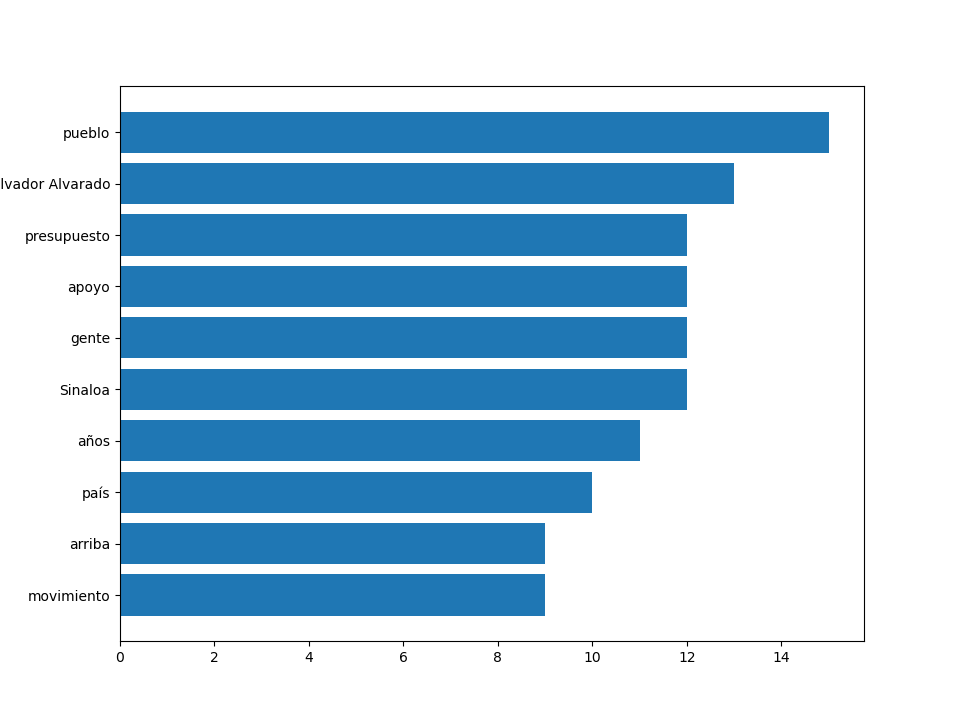 pueblo
lvador Alvarado
presupuesto
apoyo
gente
Sinaloa
años
país
arriba
movimiento
0 2 4 6 8 10 12 14